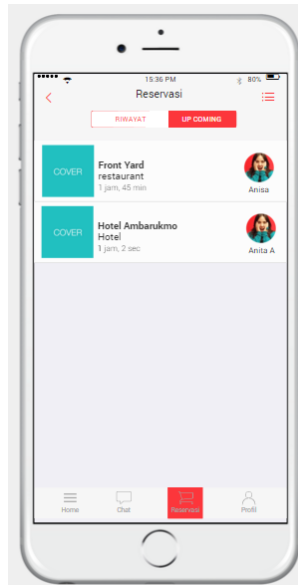 15:36 PM
80%
Reservasi
RIWAYAT
UP COMING
COVER
Front Yard
restaurant
1 jam, 45 min
Anisa
COVER
Hotel Ambarukmo
Hotel
1 jam, 2 sec
Anita A
Home
Chat
Reservasi
Profil